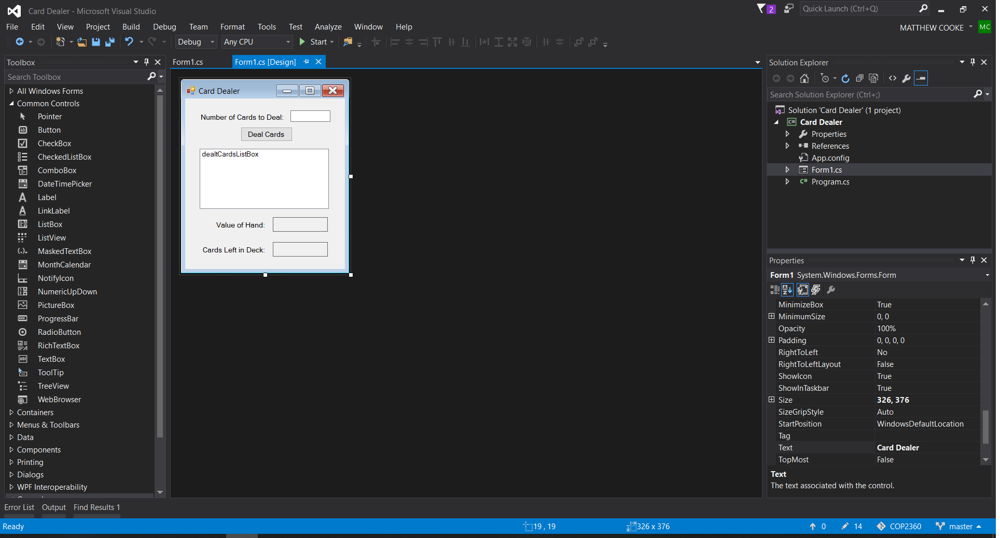 Card Dealer - Microsoft Visual Studio
2
Quick Launch (Ctrl+Q)
File Edit View Project Build Debug Team Format Tools Test Analyze Window Help
MATTHEW COOKE MC
Debug Any CPU Start
Toolbox
Search Toolbox
All Windows Forms
Common Controls
Pointer
Button
CheckBox
CheckedListBox
ComboBox
DateTimePicker
Label
LinkLabel
ListBox
ListView
MaskedTextBox
MonthCalendar
NotifyIcon
NumericUpDown
PictureBox
ProgressBar
RadioButton
RichTextBox
TextBox
ToolTip
TreeView
WebBrowser
Containers
Menus & Toolbars
Data
Components
Printing
Dialogs
WPF Interoperability
Form1.cs Form1.cs [Design]
Card Dealer
Number of Cards to Deal:
Deal Cards
dealtCardsListBox
Value of Hand:
Cards Left in Deck:
Solution Explorer
Search Solution Explorer (Ctrl+;)
Solution 'Card Dealer' (1 project)
Card Dealer
Properties
References
App.config
Form1.cs
Program.cs
Properties
Form1 System.Windows.Forms.Form
MinimizeBox True
MinimumSize 0, 0
Opacity 100%
Padding 0, 0, 0, 0
RightToLeft No
RightToLeftLayout False
ShowIcon True
ShowInTaskbar True
Size 326, 376
SizeGripStyle Auto
StartPosition WindowsDefaultLocation
Tag
Text Card Dealer
TopMost False
Text
The text associated with the control.
Error List Output Find Results 1
Ready 19 , 19 326 x 376 0 14 COP2360 master